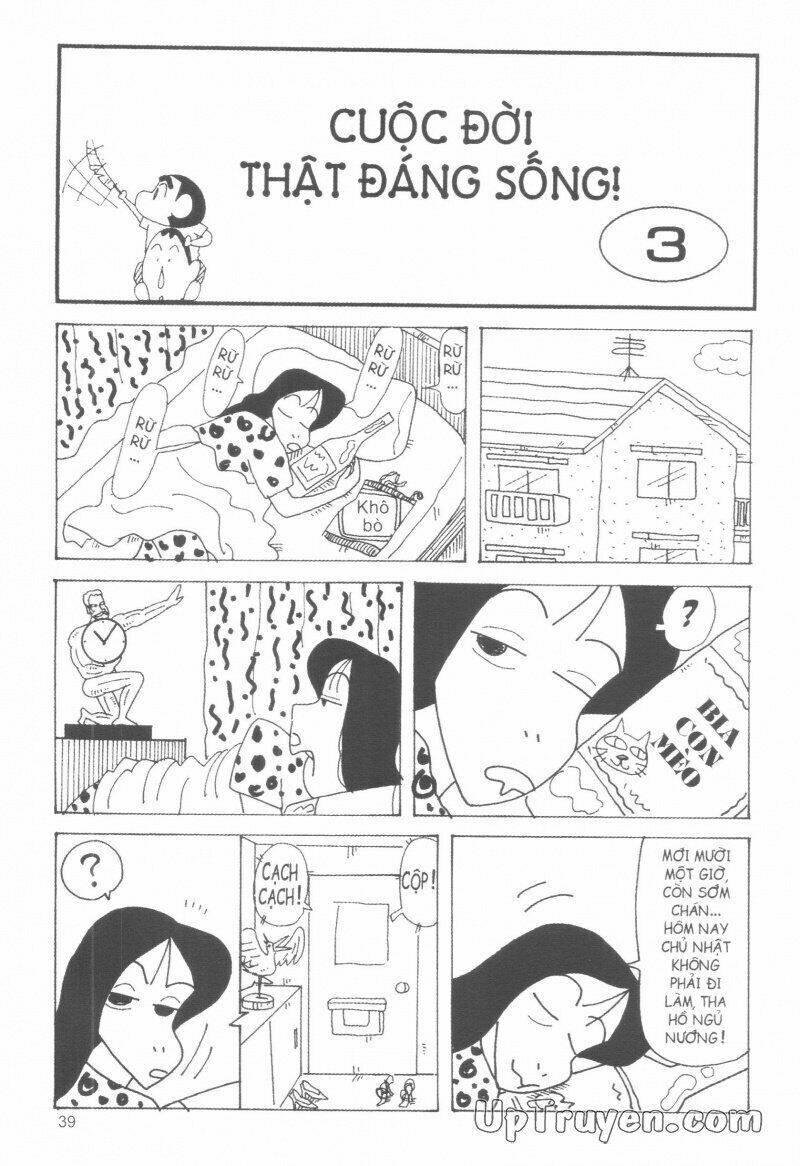 CUỘC ĐỜI
THẬT ĐÁNG SỐNG!
3
RỪ
RỪ
...
RỪ
RỪ
...
RỪ
RỪ
...
RỪ
RỪ
...
Khô
bò
?
BIA
CON
MÈO
?
CẠCH
CẠCH!
CỘP!
MỚI MƯỜI
MỘT GIỜ,
CÒN SỚM
CHÁN...
HÔM NAY
CHỦ NHẬT
KHÔNG
PHẢI ĐI
LÀM, THA
HỒ NGỦ
NƯỚNG!
39
UpTruyen.com